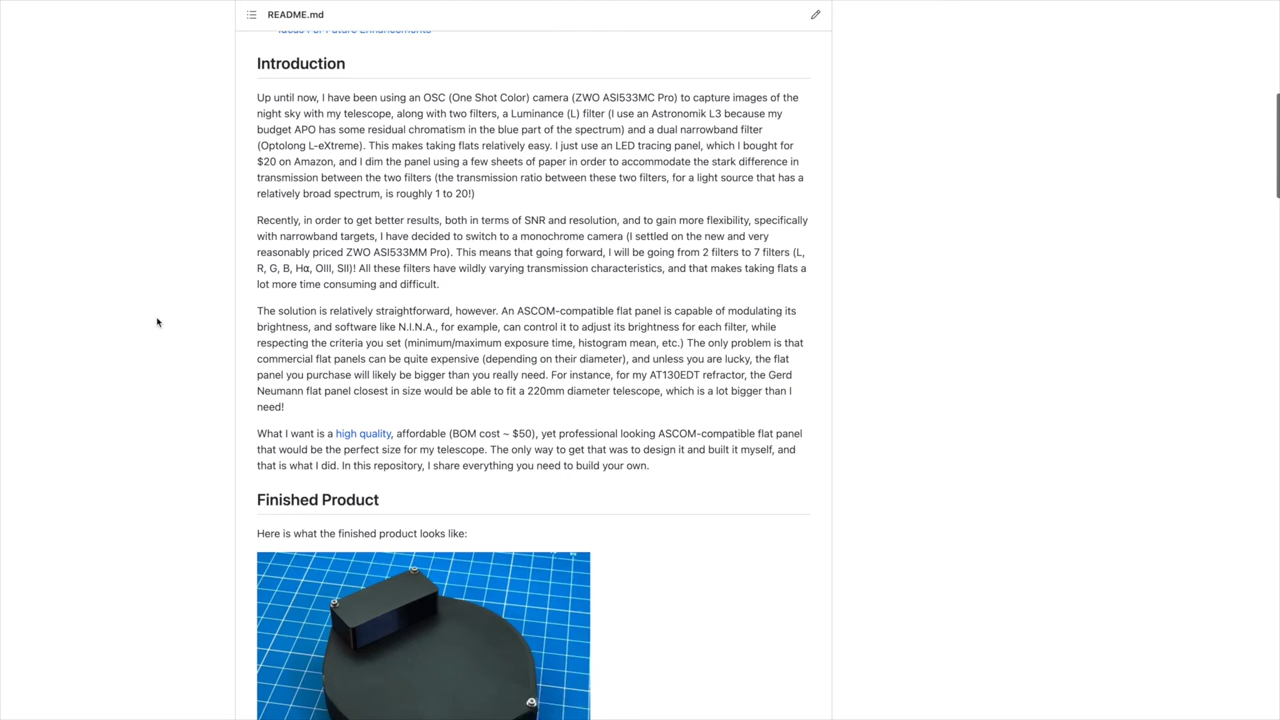 README.md
Ideas For Future Enhancements
Introduction
Up until now, I have been using an OSC (One Shot Color) camera (ZWO ASI533MC Pro) to capture images of the
night sky with my telescope, along with two filters, a Luminance (L) filter (I use an Astronomik L3 because my
budget APO has some residual chromatism in the blue part of the spectrum) and a dual narrowband filter
(Optolong L-eXtreme). This makes taking flats relatively easy. I just use an LED tracing panel, which I bought for
$20 on Amazon, and I dim the panel using a few sheets of paper in order to accommodate the stark difference in
transmission between the two filters (the transmission ratio between these two filters, for a light source that has a
relatively broad spectrum, is roughly 1 to 20!)
Recently, in order to get better results, both in terms of SNR and resolution, and to gain more flexibility, specifically
with narrowband targets, I have decided to switch to a monochrome camera (I settled on the new and very
reasonably priced ZWO ASI533MM Pro). This means that going forward, I will be going from 2 filters to 7 filters (L,
R, G, B, Hα, OIII, SII)! All these filters have wildly varying transmission characteristics, and that makes taking flats a
lot more time consuming and difficult.
The solution is relatively straightforward, however. An ASCOM-compatible flat panel is capable of modulating its
brightness, and software like N.I.N.A., for example, can control it to adjust its brightness for each filter, while
respecting the criteria you set (minimum/maximum exposure time, histogram mean, etc.) The only problem is that
commercial flat panels can be quite expensive (depending on their diameter), and unless you are lucky, the flat
panel you purchase will likely be bigger than you really need. For instance, for my AT130EDT refractor, the Gerd
Neumann flat panel closest in size would be able to fit a 220mm diameter telescope, which is a lot bigger than I
need!
What I want is a high quality, affordable (BOM cost ~ $50), yet professional looking ASCOM-compatible flat panel
that would be the perfect size for my telescope. The only way to get that was to design it and built it myself, and
that is what I did. In this repository, I share everything you need to build your own.
Finished Product
Here is what the finished product looks like: